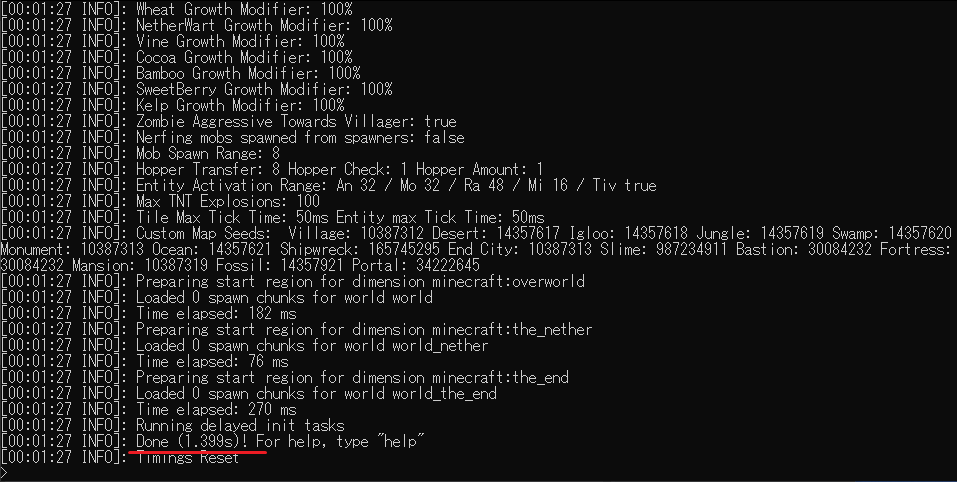 [00:01:27 INFO]: Wheat Growth Modifier: 100%
[00:01:27 INFO]: NetherWart Growth Modifier: 100%
[00:01:27 INFO]: Vine Growth Modifier: 100%
[00:01:27 INFO]: Cocoa Growth Modifier: 100%
[00:01:27 INFO]: Bamboo Growth Modifier: 100%
[00:01:27 INFO]: SweetBerry Growth Modifier: 100%
[00:01:27 INFO]: Kelp Growth Modifier: 100%
[00:01:27 INFO]: Zombie Aggressive Towards Villager: true
[00:01:27 INFO]: Nerfing mobs spawned from spawners: false
[00:01:27 INFO]: Mob Spawn Range: 8
[00:01:27 INFO]: Hopper Transfer: 8 Hopper Check: 1 Hopper Amount: 1
[00:01:27 INFO]: Entity Activation Range: An 32 / Mo 32 / Ra 48 / Mi 16 / Tiv true
[00:01:27 INFO]: Max TNT Explosions: 100
[00:01:27 INFO]: Tile Max Tick Time: 50ms Entity max Tick Time: 50ms
[00:01:27 INFO]: Custom Map Seeds:  Village: 10387312 Desert: 14357617 Igloo: 14357618 Jungle: 14357619 Swamp: 14357620
Monument: 10387313 Ocean: 14357621 Shipwreck: 165745295 End City: 10387313 Slime: 987234911 Bastion: 30084232 Fortress:
30084232 Mansion: 10387319 Fossil: 14357921 Portal: 34222645
[00:01:27 INFO]: Preparing start region for dimension minecraft:overworld
[00:01:27 INFO]: Loaded 0 spawn chunks for world world
[00:01:27 INFO]: Time elapsed: 182 ms
[00:01:27 INFO]: Preparing start region for dimension minecraft:the_nether
[00:01:27 INFO]: Loaded 0 spawn chunks for world world_nether
[00:01:27 INFO]: Time elapsed: 76 ms
[00:01:27 INFO]: Preparing start region for dimension minecraft:the_end
[00:01:27 INFO]: Loaded 0 spawn chunks for world world_the_end
[00:01:27 INFO]: Time elapsed: 270 ms
[00:01:27 INFO]: Running delayed init tasks
[00:01:27 INFO]: Done (1.399s)! For help, type "help"
[00:01:27 INFO]: Timings Reset
>